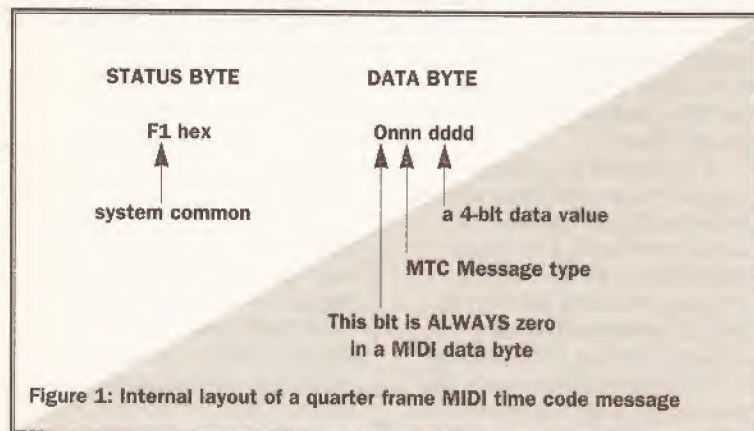 STATUS BYTE
DATA BYTE
F1 hex
0nnn dddd
system common
a 4-bit data value
MTC Message type
This bit is ALWAYS zero
in a MIDI data byte
Figure 1: Internal layout of a quarter frame MIDI time code message